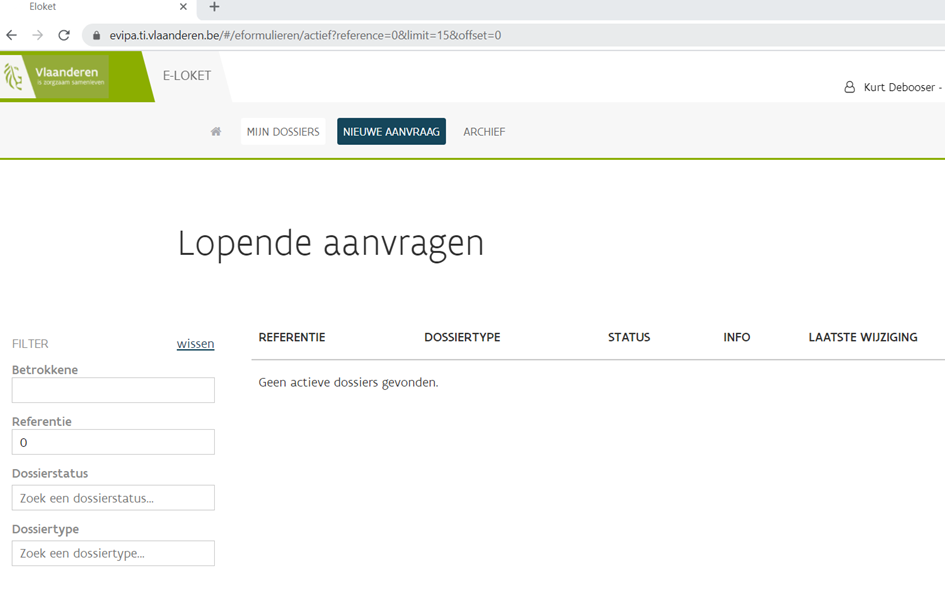 Eloket
evipa.ti.vlaanderen.be/#/eformulieren/actief?reference=0&limit=15&offset=0
Vlaanderen
is zorgzaam samenleven
E-LOKET
Kurt Debooser -
MIJN DOSSIERS
NIEUWE AANVRAAG
ARCHIEF
Lopende aanvragen
FILTER
wissen
Betrokkene
Referentie
0
Dossierstatus
Zoek een dossierstatus...
Dossiertype
Zoek een dossiertype...
REFERENTIE DOSSIERTYPE STATUS INFO LAATSTE WIJZIGING
Geen actieve dossiers gevonden.